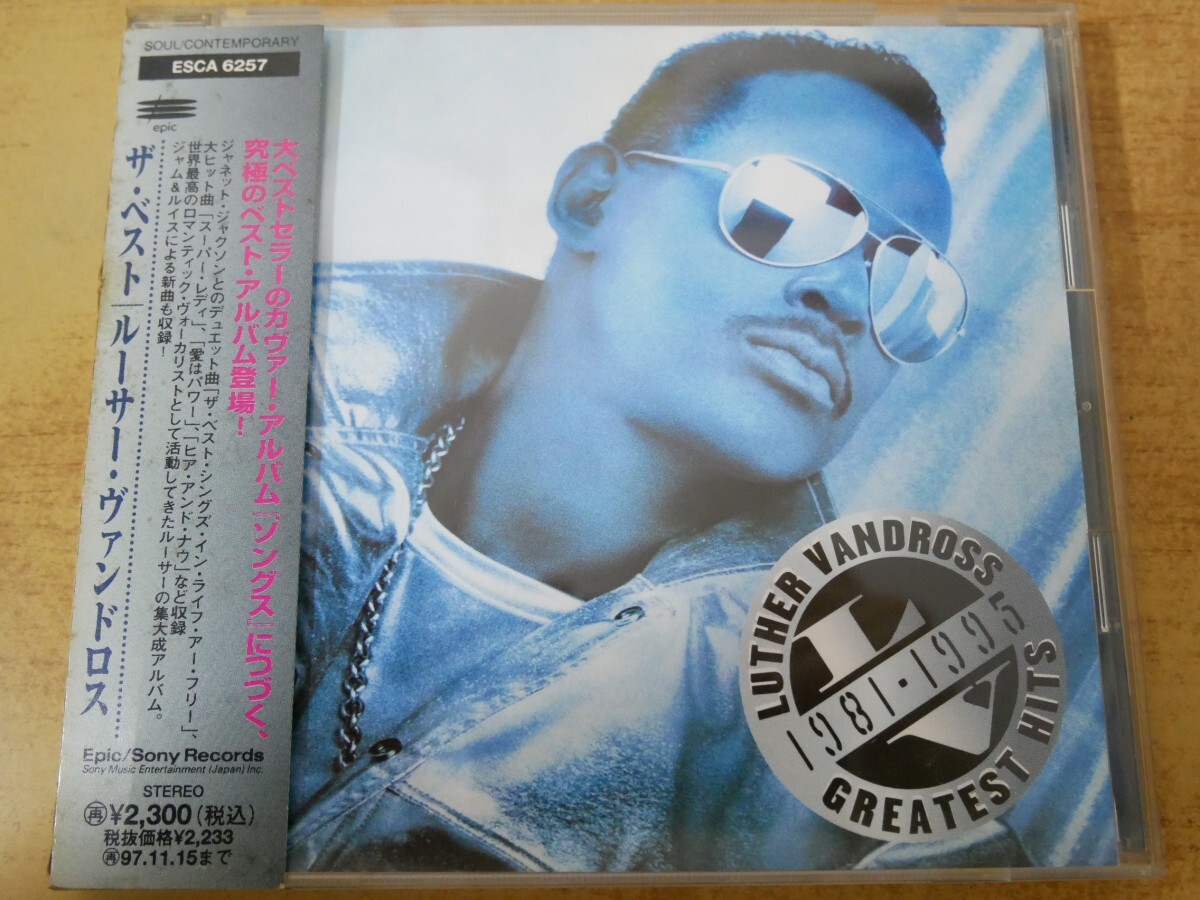 SOUL/CONTEMPORARY
ESCA 6257
epic
大ベストセラーのカヴァー・アルバム『ソングス』につづく、
究極のベスト・アルバム登場!
ジャネット・ジャクソンとのデュエット曲「ザ・ベスト・シングズ・イン・ライフ・アー・フリー」、
大ヒット曲「スーパー・レディ」、「愛はパワー」、「ヒア・アンド・ナウ」など収録
世界最高のロマンティック・ヴォーカリストとして活動してきたルーサーの集大成アルバム。
ジャム&ルイスによる新曲も収録!
ザ・ベスト|ルーサー・ヴァンドロス
Epic/Sony Records
Sony Music Entertainment (Japan) Inc.
STEREO
再¥2,300(税込)
税抜価格¥2,233
再97.11.15まで
LUTHER VANDROSS
LV
1981・1995
GREATEST HITS